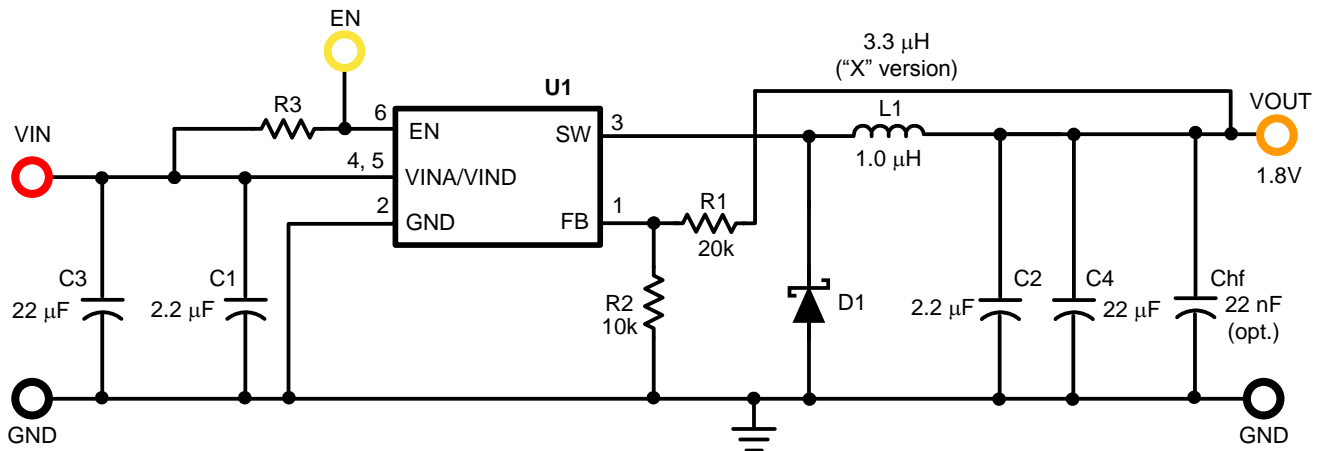 EN
3.3 μH
(“X” version)
U1
R3
6
EN
SW
3
L1
VOUT
VIN
4, 5
VINA/VIND
1.0 μH
1.8V
2
GND
FB
1
R1
20k
C3
22 μF
C1
2.2 μF
R2
10k
D1
C2
2.2 μF
C4
22 μF
Chf
22 nF
(opt.)
GND
GND